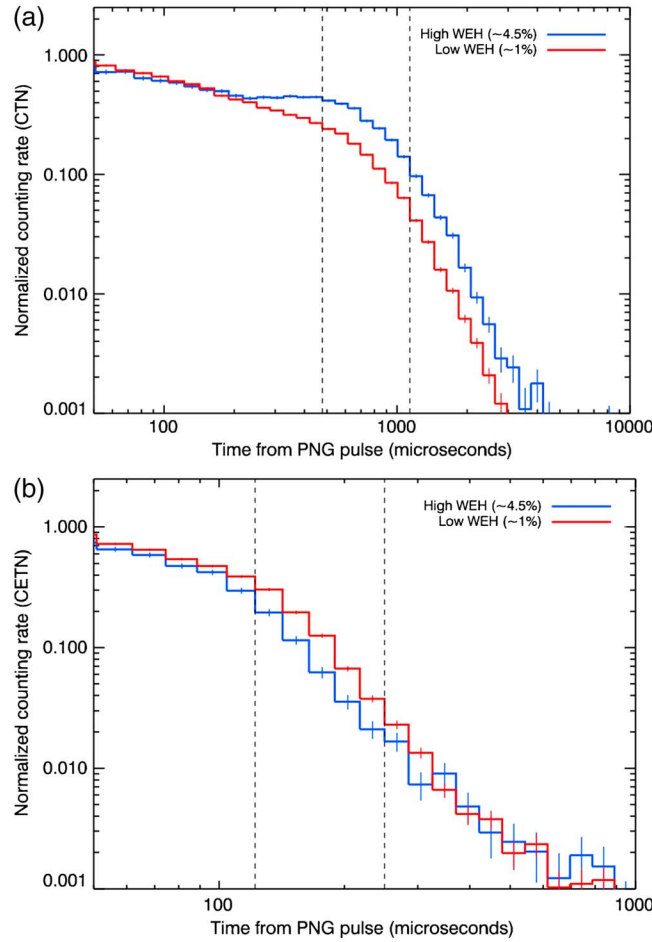 (a)
High WEH (~4.5%)
Low WEH (~1%)
Normalized counting rate (CTN)
1.000
0.100
0.010
0.001
100
1000
10000
Time from PNG pulse (microseconds)
(b)
High WEH (~4.5%)
Low WEH (~1%)
Normalized counting rate (CETN)
1.000
0.100
0.010
0.001
100
1000
Time from PNG pulse (microseconds)